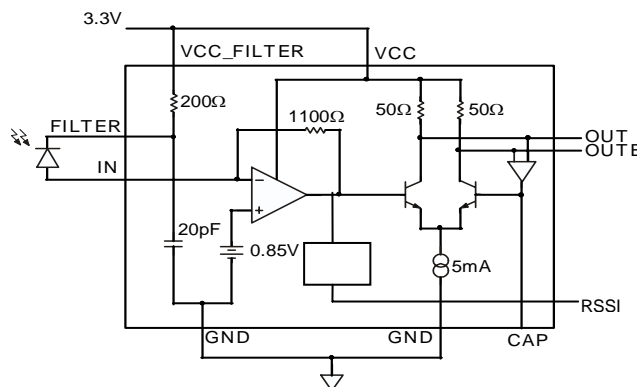 3.3V
VCC_FILTER
VCC
200Ω
50Ω
50Ω
1100Ω
FILTER
OUT
OUTB
IN
20pF
0.85V
5mA
RSSI
GND
GND
CAP